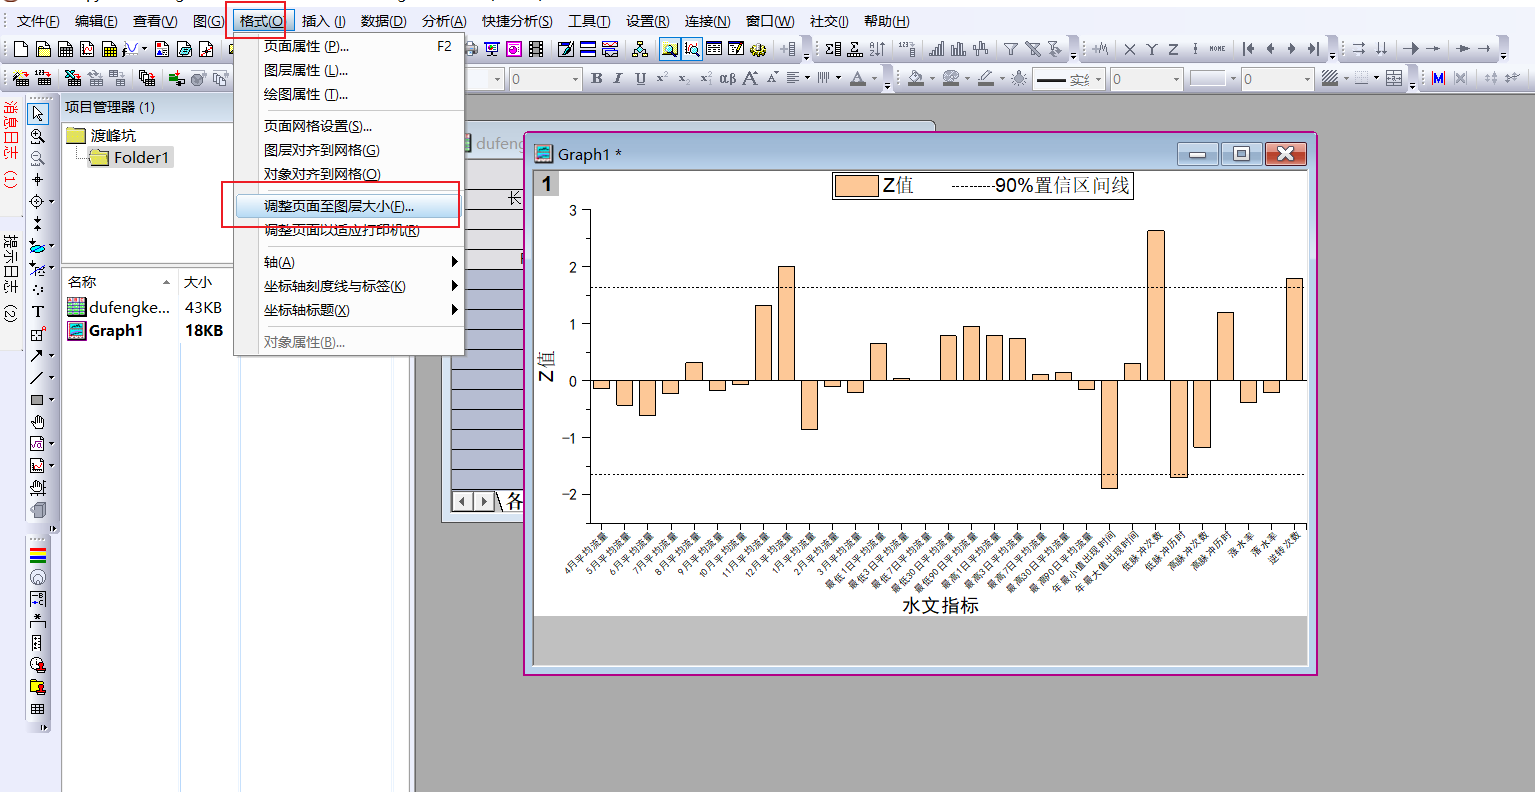 文件(F) 编辑(E) 查看(V) 图(G) 格式(O) 插入 (I) 数据(D) 分析(A) 快捷分析(S) 工具(T) 设置(R) 连接(N) 窗口(W) 社交(J) 帮助(H)
页面属性 (P)... F2
图层属性 (L)...
绘图属性 (T)...
页面网格设置(S)...
图层对齐到网格(G)
对象对齐到网格(O)
调整页面至图层大小(F)...
调整页面以适应打印机(R)
轴(A)
坐标轴刻度线与标签(K)
坐标轴标题(X)
对象属性(B)...
0 B I U αβ A A A 实线 0 0
消息日志 (1)
提示日志 (2)
项目管理器 (1)
渡峰坑
Folder1
名称 大小
dufengke... 43KB
Graph1 18KB
dufeng
长
各
Graph1 *
1
Z值 90%置信区间线
3
2
1
0
−1
−2
Z值
4月平均流量
5月平均流量
6月平均流量
7月平均流量
8月平均流量
9月平均流量
10月平均流量
11月平均流量
12月平均流量
1月平均流量
2月平均流量
3月平均流量
最低1日平均流量
最低3日平均流量
最低7日平均流量
最低30日平均流量
最低90日平均流量
最高1日平均流量
最高3日平均流量
最高7日平均流量
最高30日平均流量
最高90日平均流量
年最小值出现时间
年最大值出现时间
低脉冲次数
低脉冲历时
高脉冲次数
高脉冲历时
涨水率
落水率
逆转次数
水文指标